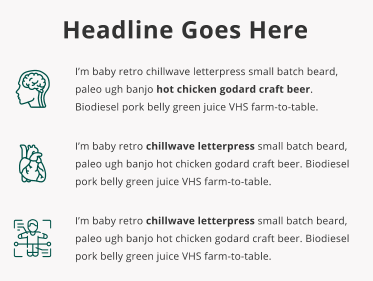 Headline Goes Here
I'm baby retro chillwave letterpress small batch beard,
paleo ugh banjo hot chicken godard craft beer.
Biodiesel pork belly green juice VHS farm-to-table.
I'm baby retro chillwave letterpress small batch beard,
paleo ugh banjo hot chicken godard craft beer. Biodiesel
pork belly green juice VHS farm-to-table.
I'm baby retro chillwave letterpress small batch beard,
paleo ugh banjo hot chicken godard craft beer. Biodiesel
pork belly green juice VHS farm-to-table.